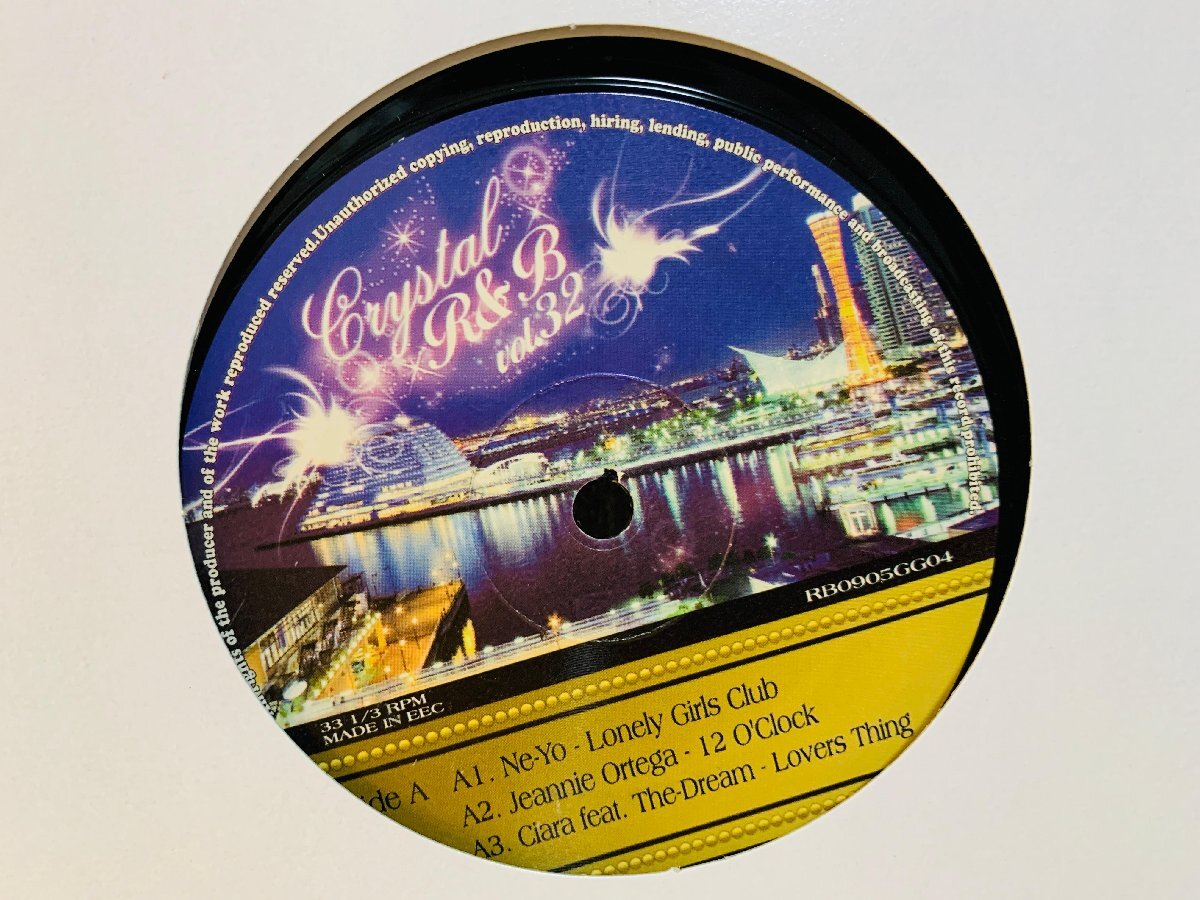 of the producer and of the work reproduced reserved.Unauthorized copying, reproduction, hiring, lending, public performance and broadcasting of this record prohibited.
Crystal
R&B
vol.32
RB0905GG04
33 1/3 RPM
MADE IN EEC
A
A1. Ne-Yo - Lonely Girls Club
A2. Jeannie Ortega - 12 O'Clock
A3. Ciara feat. The-Dream - Lovers Thing